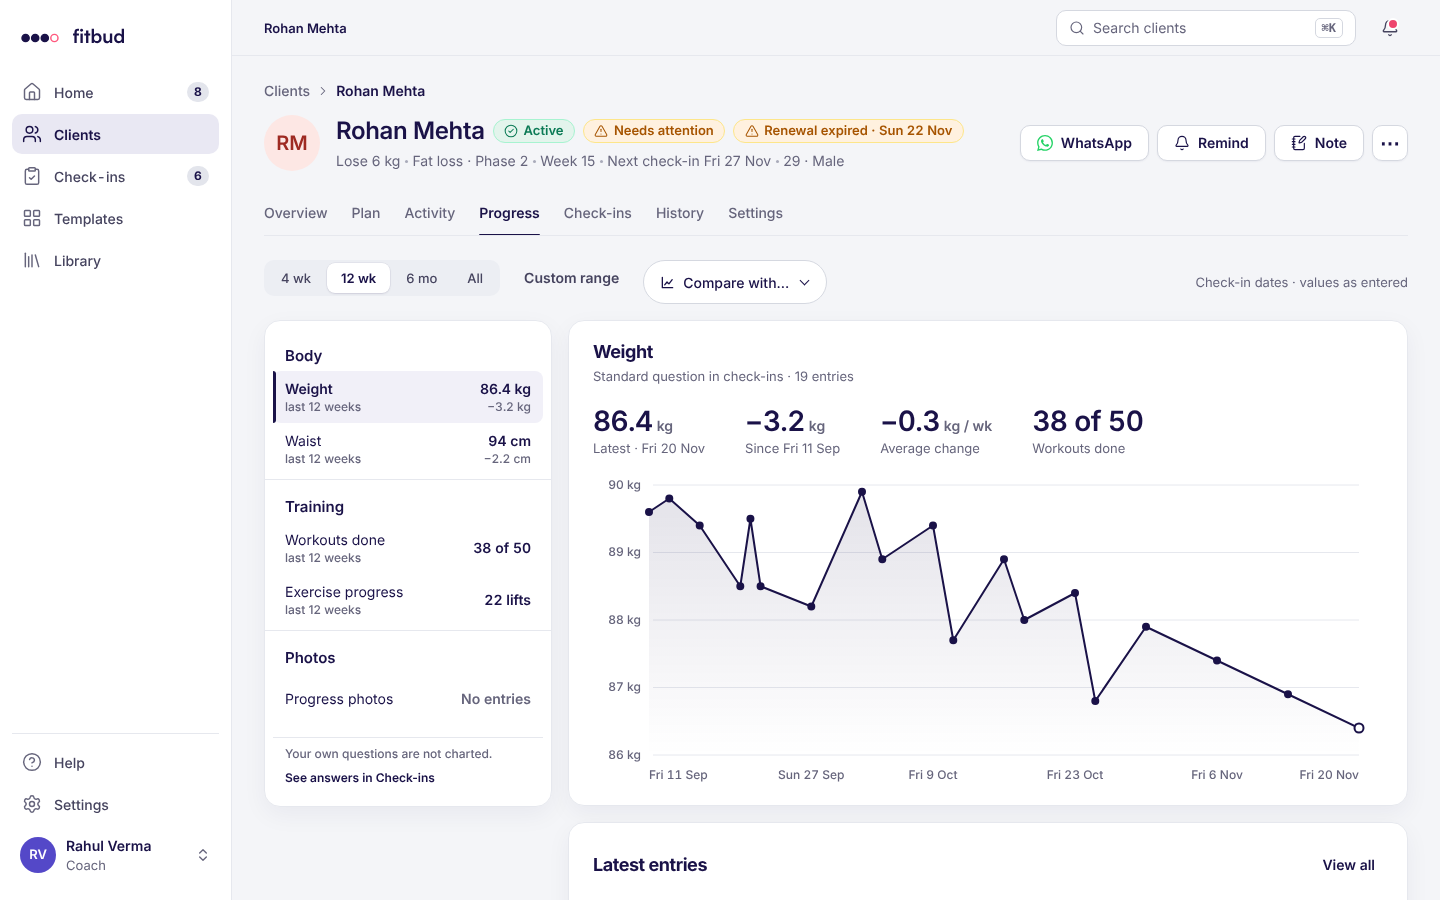 fitbud
Home 8
Clients
Check-ins 6
Templates
Library
Help
Settings
RV
Rahul Verma
Coach
Rohan Mehta
Search clients ⌘K
Clients > Rohan Mehta
RM
Rohan Mehta Active Needs attention Renewal expired · Sun 22 Nov
Lose 6 kg · Fat loss · Phase 2 · Week 15 · Next check-in Fri 27 Nov · 29 · Male
WhatsApp Remind Note
Overview Plan Activity Progress Check-ins History Settings
4 wk 12 wk 6 mo All Custom range Compare with... Check-in dates · values as entered
Body
Weight 86.4 kg
last 12 weeks −3.2 kg
Waist 94 cm
last 12 weeks −2.2 cm
Training
Workouts done 38 of 50
last 12 weeks
Exercise progress 22 lifts
last 12 weeks
Photos
Progress photos No entries
Your own questions are not charted.
See answers in Check-ins
Weight
Standard question in check-ins · 19 entries
86.4 kg −3.2 kg −0.3 kg / wk 38 of 50
Latest · Fri 20 Nov Since Fri 11 Sep Average change Workouts done
90 kg
89 kg
88 kg
87 kg
86 kg
Fri 11 Sep Sun 27 Sep Fri 9 Oct Fri 23 Oct Fri 6 Nov Fri 20 Nov
Latest entries View all